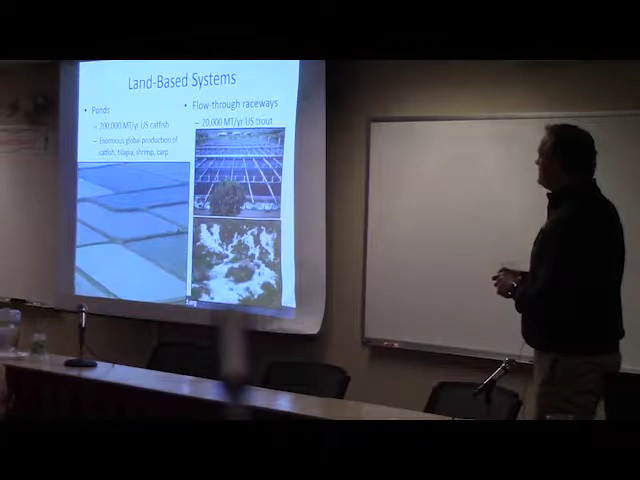 Land-Based Systems
• Ponds
– 200,000 MT/yr US catfish
– Enormous global production of
catfish, tilapia, shrimp, carp
• Flow-through raceways
– 20,000 MT/yr US trout